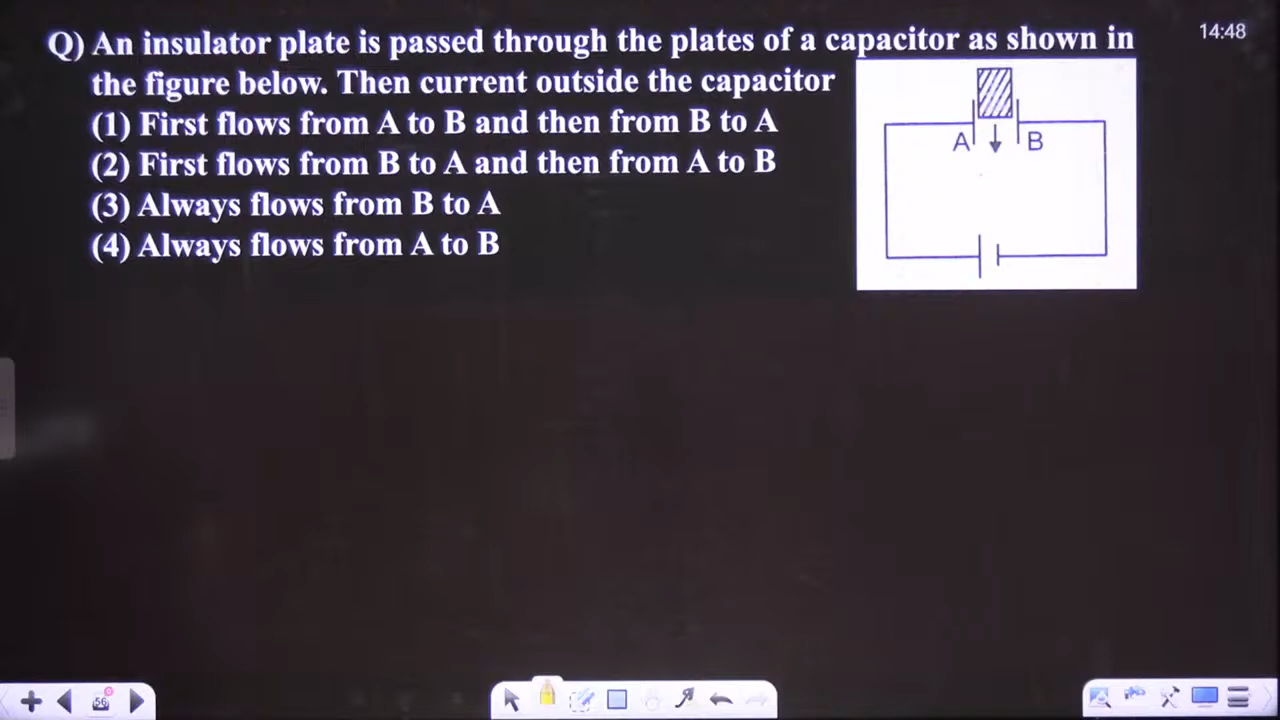 14:48
Q) An insulator plate is passed through the plates of a capacitor as shown in
the figure below. Then current outside the capacitor
(1) First flows from A to B and then from B to A
(2) First flows from B to A and then from A to B
(3) Always flows from B to A
(4) Always flows from A to B
A B
56